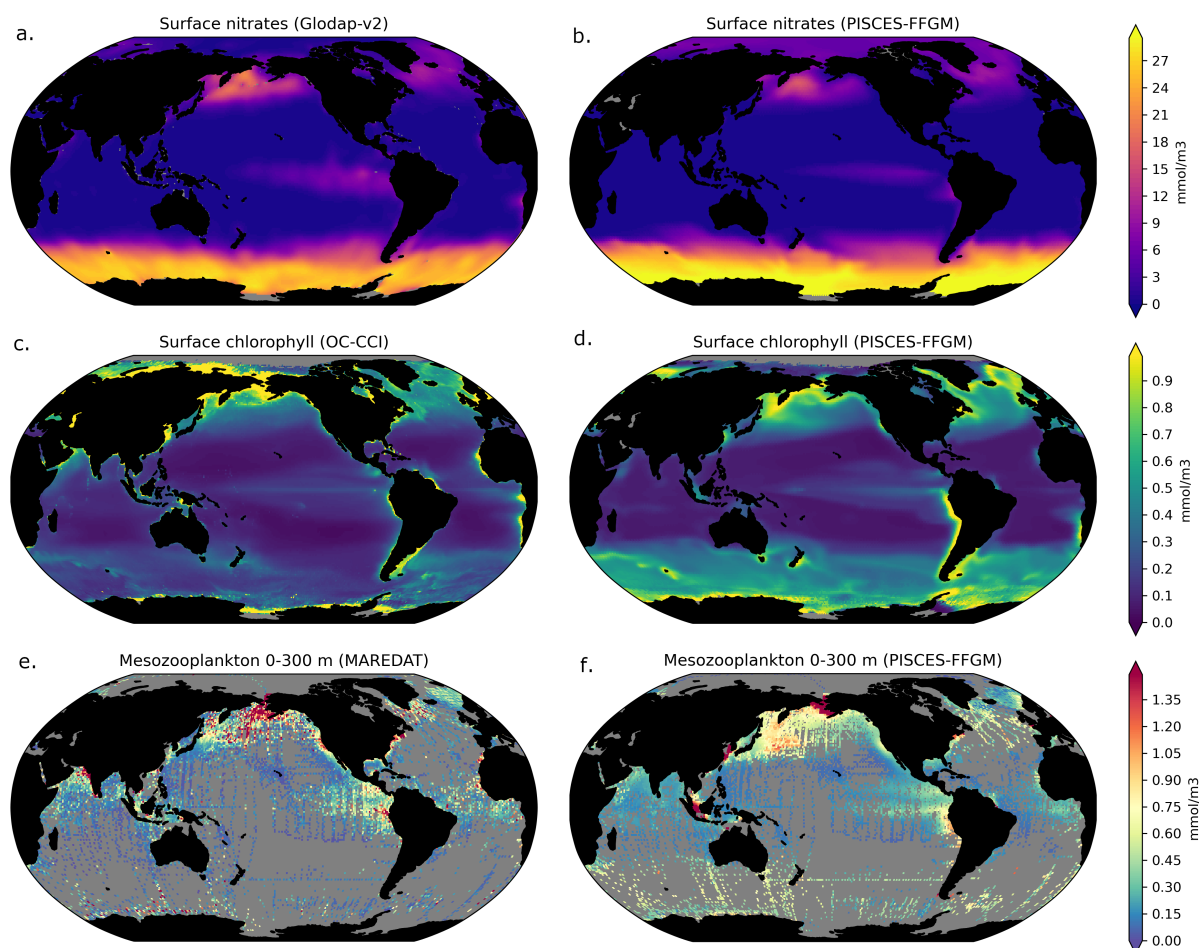 a.
Surface nitrates (Glodap-v2)
b.
Surface nitrates (PISCES-FFGM)
27
24
21
18
15
12
9
6
3
0
mmol/m3
c.
Surface chlorophyll (OC-CCI)
d.
Surface chlorophyll (PISCES-FFGM)
0.9
0.8
0.7
0.6
0.5
0.4
0.3
0.2
0.1
0.0
mmol/m3
e.
Mesozooplankton 0-300 m (MAREDAT)
f.
Mesozooplankton 0-300 m (PISCES-FFGM)
1.35
1.20
1.05
0.90
0.75
0.60
0.45
0.30
0.15
0.00
mmol/m3